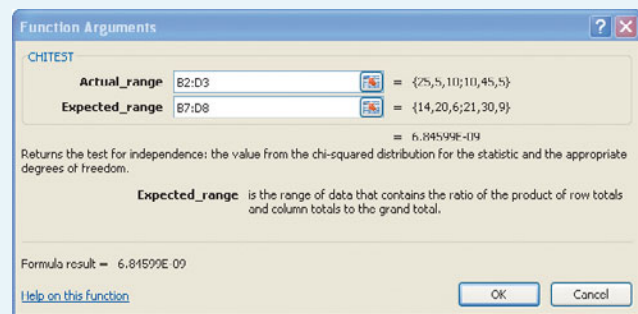 Function Arguments
CHITEST
Actual_range B2:D3 = {25,5,10;10,45,5}
Expected_range B7:D8 = {14,20,6;21,30,9}
= 6.84599E-09
Returns the test for independence: the value from the chi-squared distribution for the statistic and the appropriate
degrees of freedom.
Expected_range is the range of data that contains the ratio of the product of row totals
and column totals to the grand total.
Formula result = 6.84599E-09
Help on this function
OK Cancel